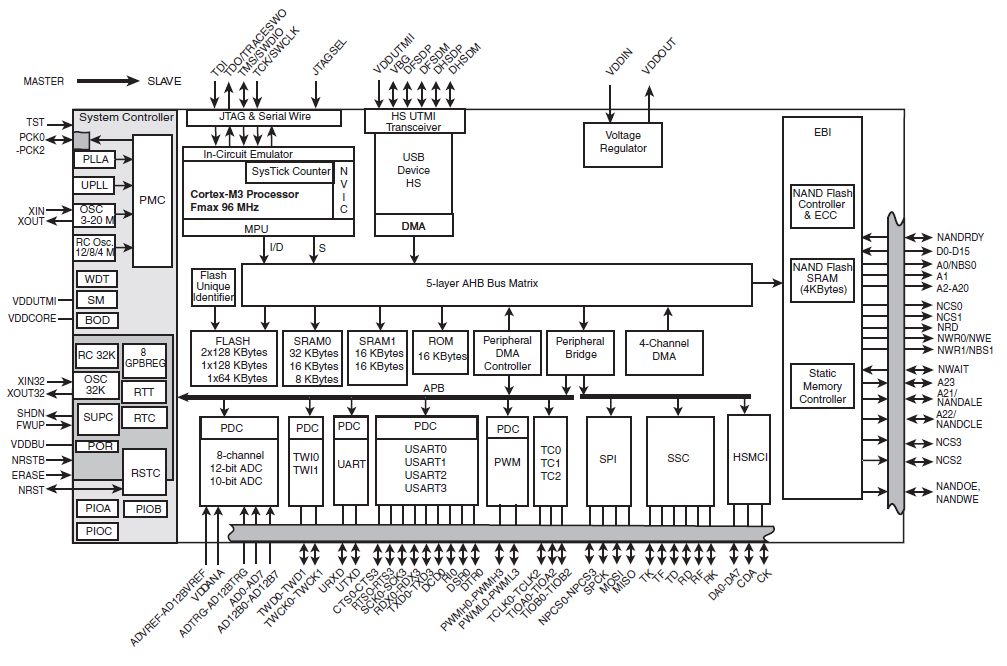 MASTER
SLAVE
TDI
TDO/TRACESWO
TMS/SWDIO
TCK/SWCLK
JTAGSEL
VDDUTMII
VBG
DFSDP
DFSDM
DHSDP
DHSDM
VDDIN
VDDOUT
TST
PCK0
-PCK2
XIN
XOUT
VDDUTMI
VDDCORE
XIN32
XOUT32
SHDN
FWUP
VDDBU
NRSTB
ERASE
NRST
System Controller
PLLA
UPLL
OSC
3-20 M
RC Osc.
12/8/4 M
PMC
WDT
SM
BOD
RC 32K
8
GPBREG
OSC
32K
RTT
SUPC
RTC
POR
RSTC
PIOA
PIOB
PIOC
JTAG & Serial Wire
In-Circuit Emulator
SysTick Counter
N
V
I
C
Cortex-M3 Processor
Fmax 96 MHz
MPU
I/D
S
HS UTMI
Transceiver
USB
Device
HS
DMA
Voltage
Regulator
Flash
Unique
Identifier
5-layer AHB Bus Matrix
FLASH
2x128 KBytes
1x128 KBytes
1x64 KBytes
SRAM0
32 KBytes
16 KBytes
8 KBytes
SRAM1
16 KBytes
16 KBytes
ROM
16 KBytes
Peripheral
DMA
Controller
Peripheral
Bridge
4-Channel
DMA
APB
PDC
8-channel
12-bit ADC
10-bit ADC
PDC
TWI0
TWI1
PDC
UART
PDC
USART0
USART1
USART2
USART3
PDC
PWM
TC0
TC1
TC2
SPI
SSC
HSMCI
EBI
NAND Flash
Controller
& ECC
NAND Flash
SRAM
(4KBytes)
Static
Memory
Controller
NANDRDY
D0-D15
A0/NBS0
A1
A2-A20
NCS0
NCS1
NRD
NWR0/NWE
NWR1/NBS1
NWAIT
A23
A21/
NANDALE
A22/
NANDCLE
NCS3
NCS2
NANDOE,
NANDWE
ADVREF-AD12BVREF
VDDANA
ADTRG-AD12BTRG
AD0-AD7
AD12B0-AD12B7
TWD0-TWD1
TWCK0-TWCK1
URXD
UTXD
CTS0-CTS3
RTS0-RTS3
SCK0-SCK3
RDX0-RDX3
TXD0-TXD3
DCD0
RI0
DSR0
DTR0
PWMH0-PWMH3
PWML0-PWML3
TCLK0-TCLK2
TIOA0-TIOA2
TIOB0-TIOB2
NPCS0-NPCS3
SPCK
MOSI
MISO
TK
TF
TD
RD
RF
RK
DA0-DA7
CDA
CK